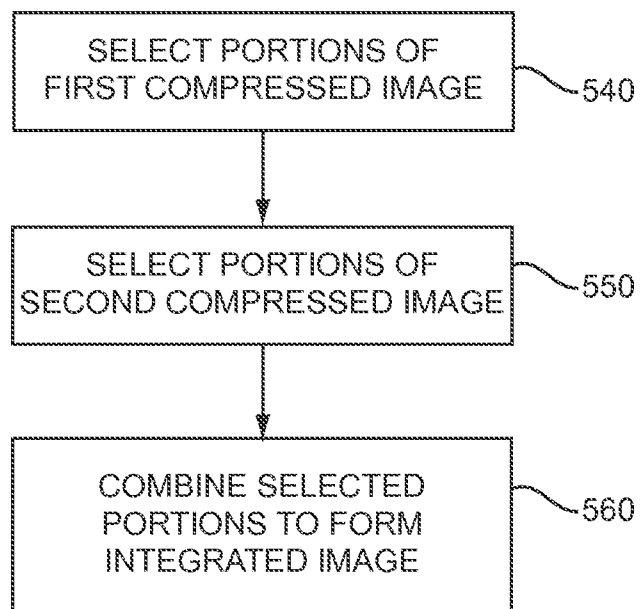 SELECT PORTIONS OF
FIRST COMPRESSED IMAGE
540
SELECT PORTIONS OF
SECOND COMPRESSED IMAGE
550
COMBINE SELECTED
PORTIONS TO FORM
INTEGRATED IMAGE
560